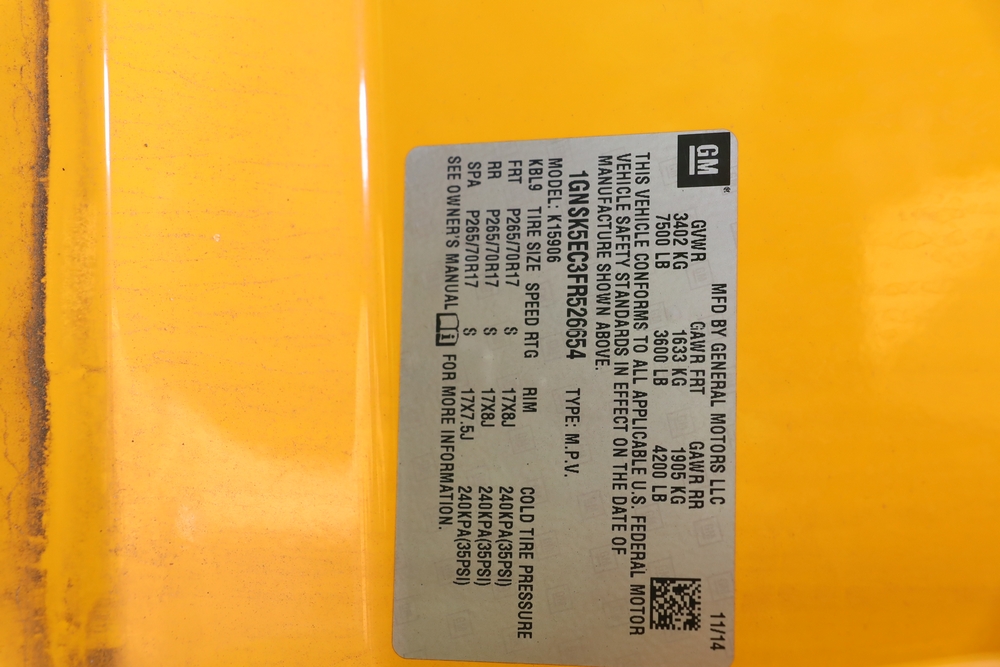 GM
MFD BY GENERAL MOTORS LLC 11/14
GVWR GAWR FRT GAWR RR
3402 KG 1633 KG 1905 KG
7500 LB 3600 LB 4200 LB
THIS VEHICLE CONFORMS TO ALL APPLICABLE U.S. FEDERAL MOTOR
VEHICLE SAFETY STANDARDS IN EFFECT ON THE DATE OF
MANUFACTURE SHOWN ABOVE.
1GNSK5EC3FR526654 TYPE: M.P.V.
MODEL: K15906
KBL9 TIRE SIZE SPEED RTG RIM COLD TIRE PRESSURE
FRT P265/70R17 S 17X8J 240KPA(35PSI)
RR P265/70R17 S 17X8J 240KPA(35PSI)
SPA P265/70R17 S 17X7.5J 240KPA(35PSI)
SEE OWNER'S MANUAL FOR MORE INFORMATION.